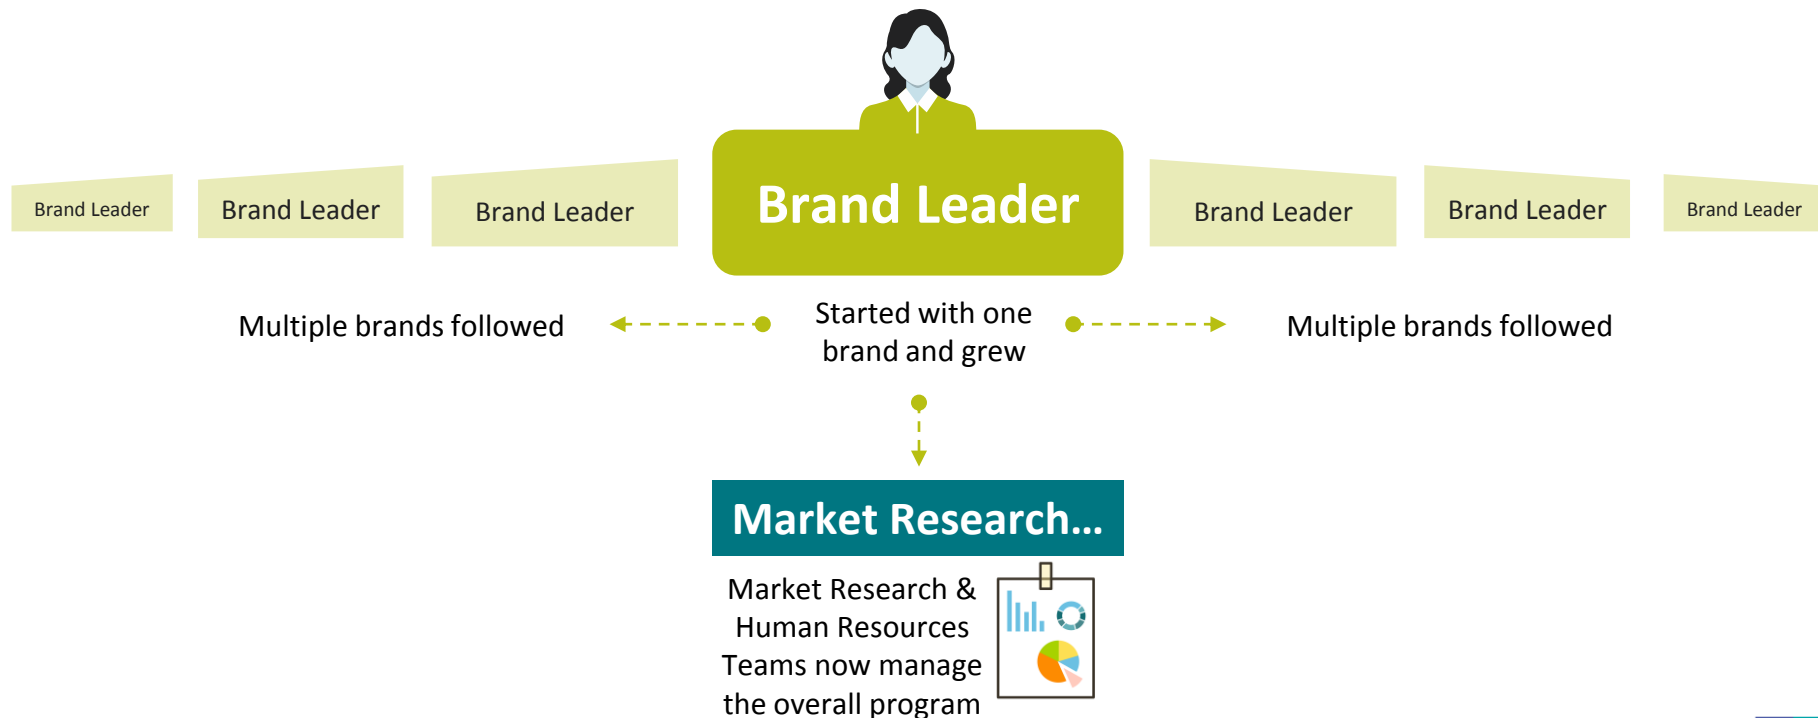 Brand Leader
Brand Leader
Brand Leader
Brand Leader
Brand Leader
Brand Leader
Brand Leader
Multiple brands followed
Started with one
brand and grew
Multiple brands followed
Market Research...
Market Research &
Human Resources
Teams now manage
the overall program